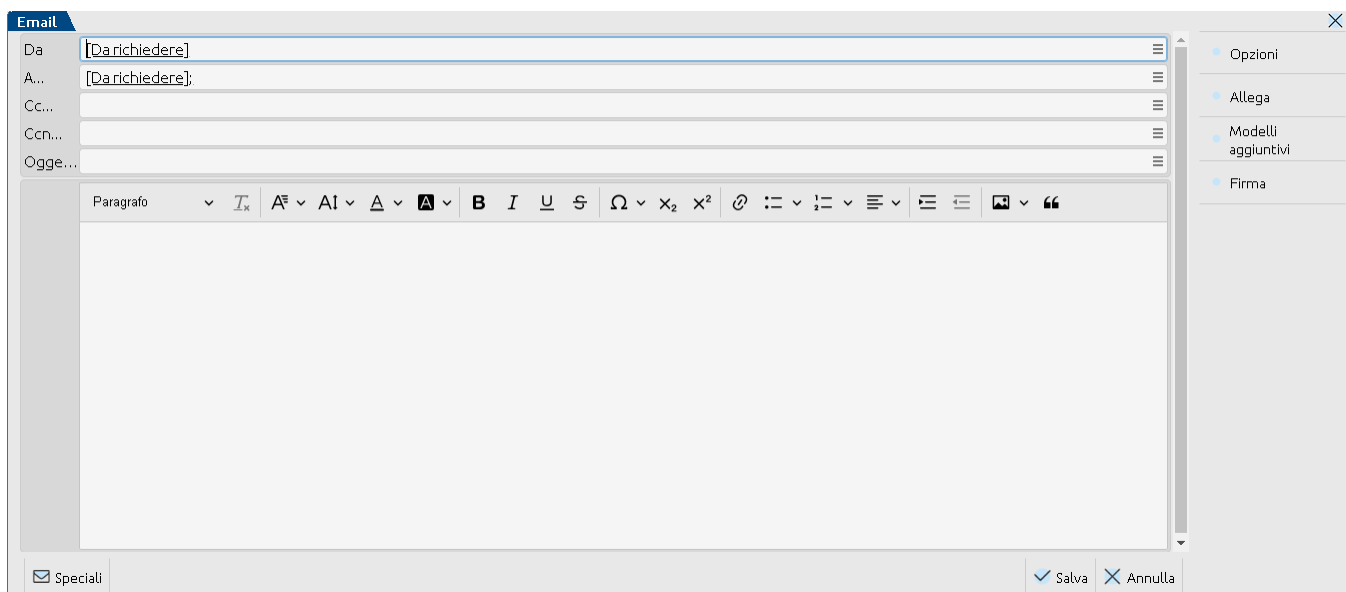 Email
Da [Da richiedere]
A... [Da richiedere];
Cc...
Ccn...
Ogge...
Paragrafo
Opzioni
Allega
Modelli
aggiuntivi
Firma
Speciali
Salva
Annulla